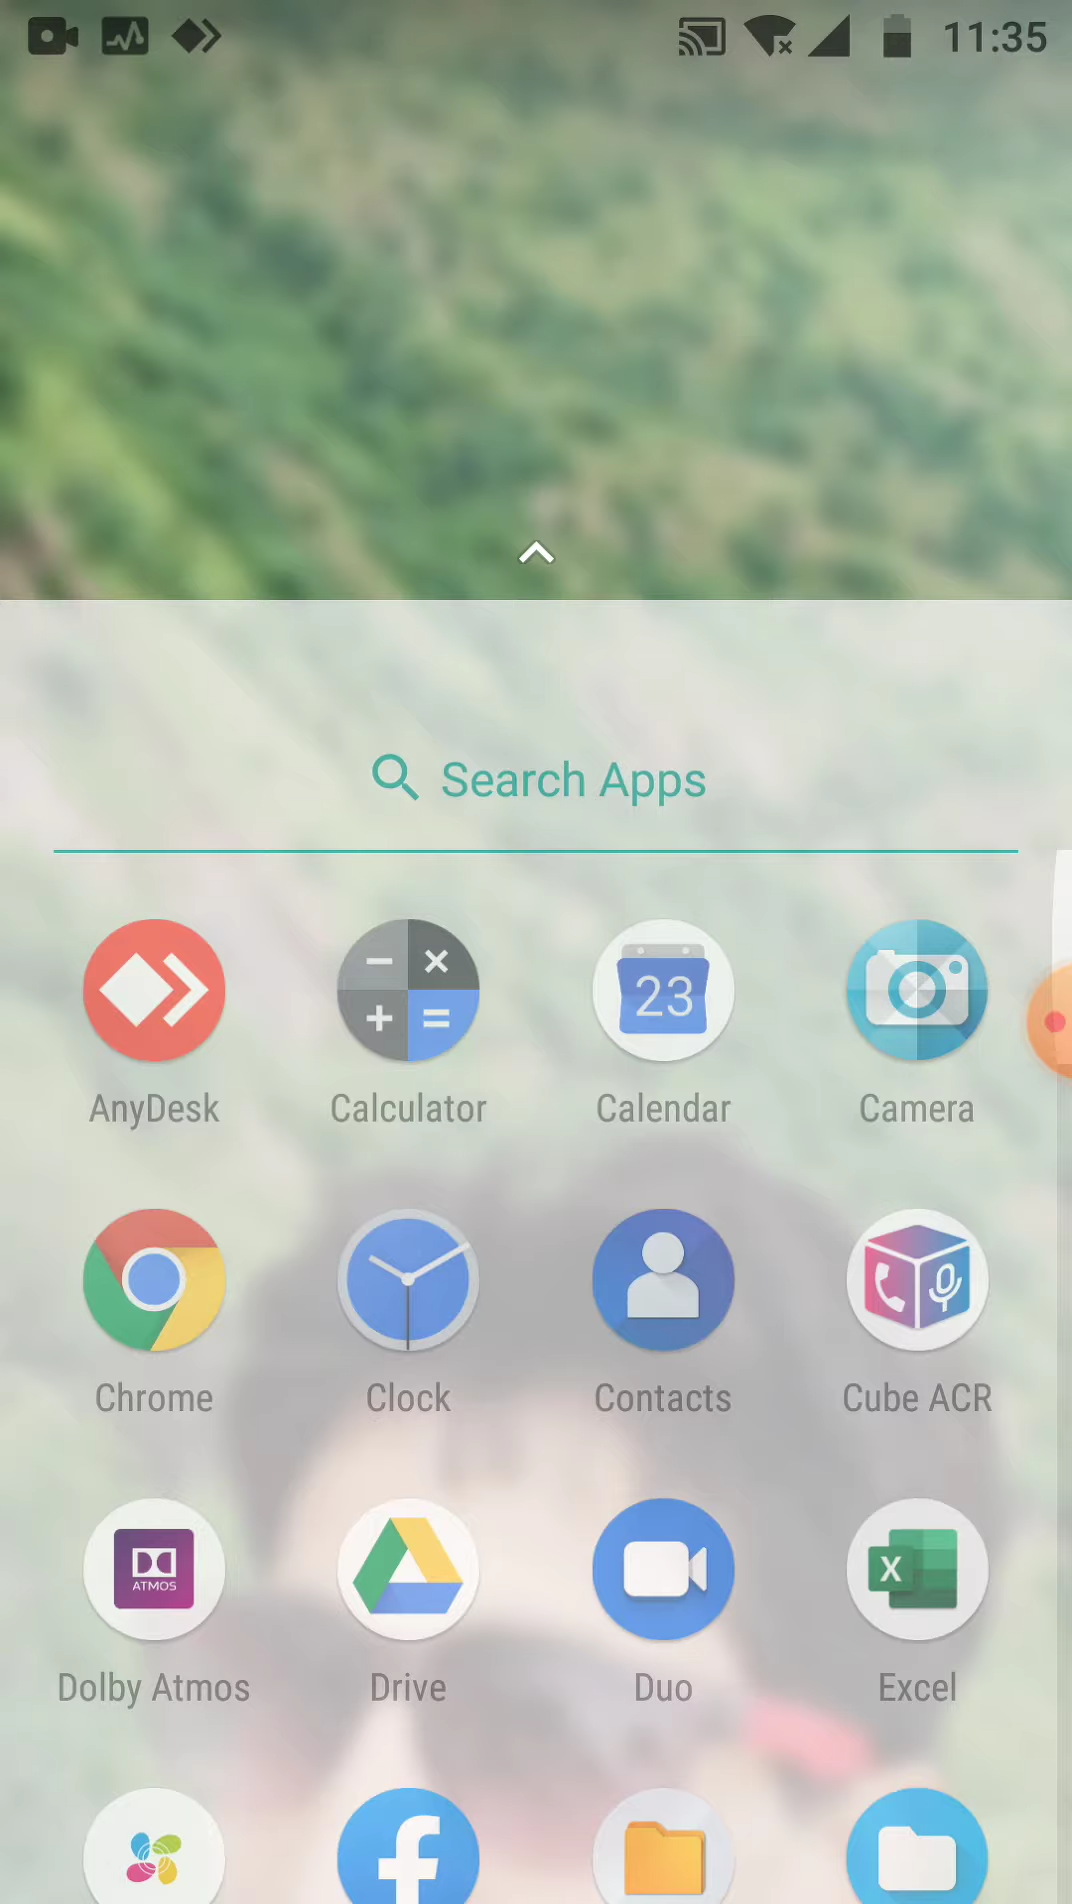 11:35
Search Apps
23
AnyDesk Calculator Calendar Camera
Chrome Clock Contacts Cube ACR
ATMOS
X
Dolby Atmos Drive Duo Excel